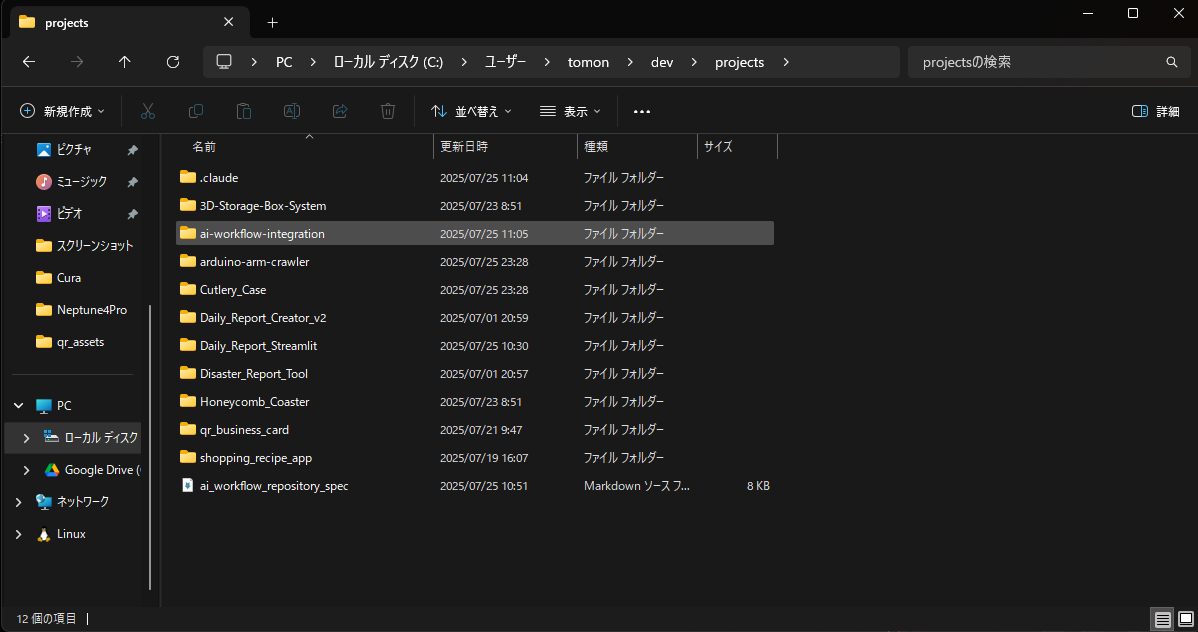 projects
PC > ローカル ディスク (C:) > ユーザー > tomon > dev > projects >
projectsの検索
新規作成
並べ替え
表示
詳細
ピクチャ
ミュージック
ビデオ
スクリーンショット
Cura
Neptune4Pro
qr_assets
PC
ローカル ディスク
Google Drive (
ネットワーク
Linux
名前 更新日時 種類 サイズ
.claude 2025/07/25 11:04 ファイル フォルダー
3D-Storage-Box-System 2025/07/23 8:51 ファイル フォルダー
ai-workflow-integration 2025/07/25 11:05 ファイル フォルダー
arduino-arm-crawler 2025/07/25 23:28 ファイル フォルダー
Cutlery_Case 2025/07/25 23:28 ファイル フォルダー
Daily_Report_Creator_v2 2025/07/01 20:59 ファイル フォルダー
Daily_Report_Streamlit 2025/07/25 10:30 ファイル フォルダー
Disaster_Report_Tool 2025/07/01 20:57 ファイル フォルダー
Honeycomb_Coaster 2025/07/23 8:51 ファイル フォルダー
qr_business_card 2025/07/21 9:47 ファイル フォルダー
shopping_recipe_app 2025/07/19 16:07 ファイル フォルダー
ai_workflow_repository_spec 2025/07/25 10:51 Markdown ソース フ... 8 KB
12 個の項目